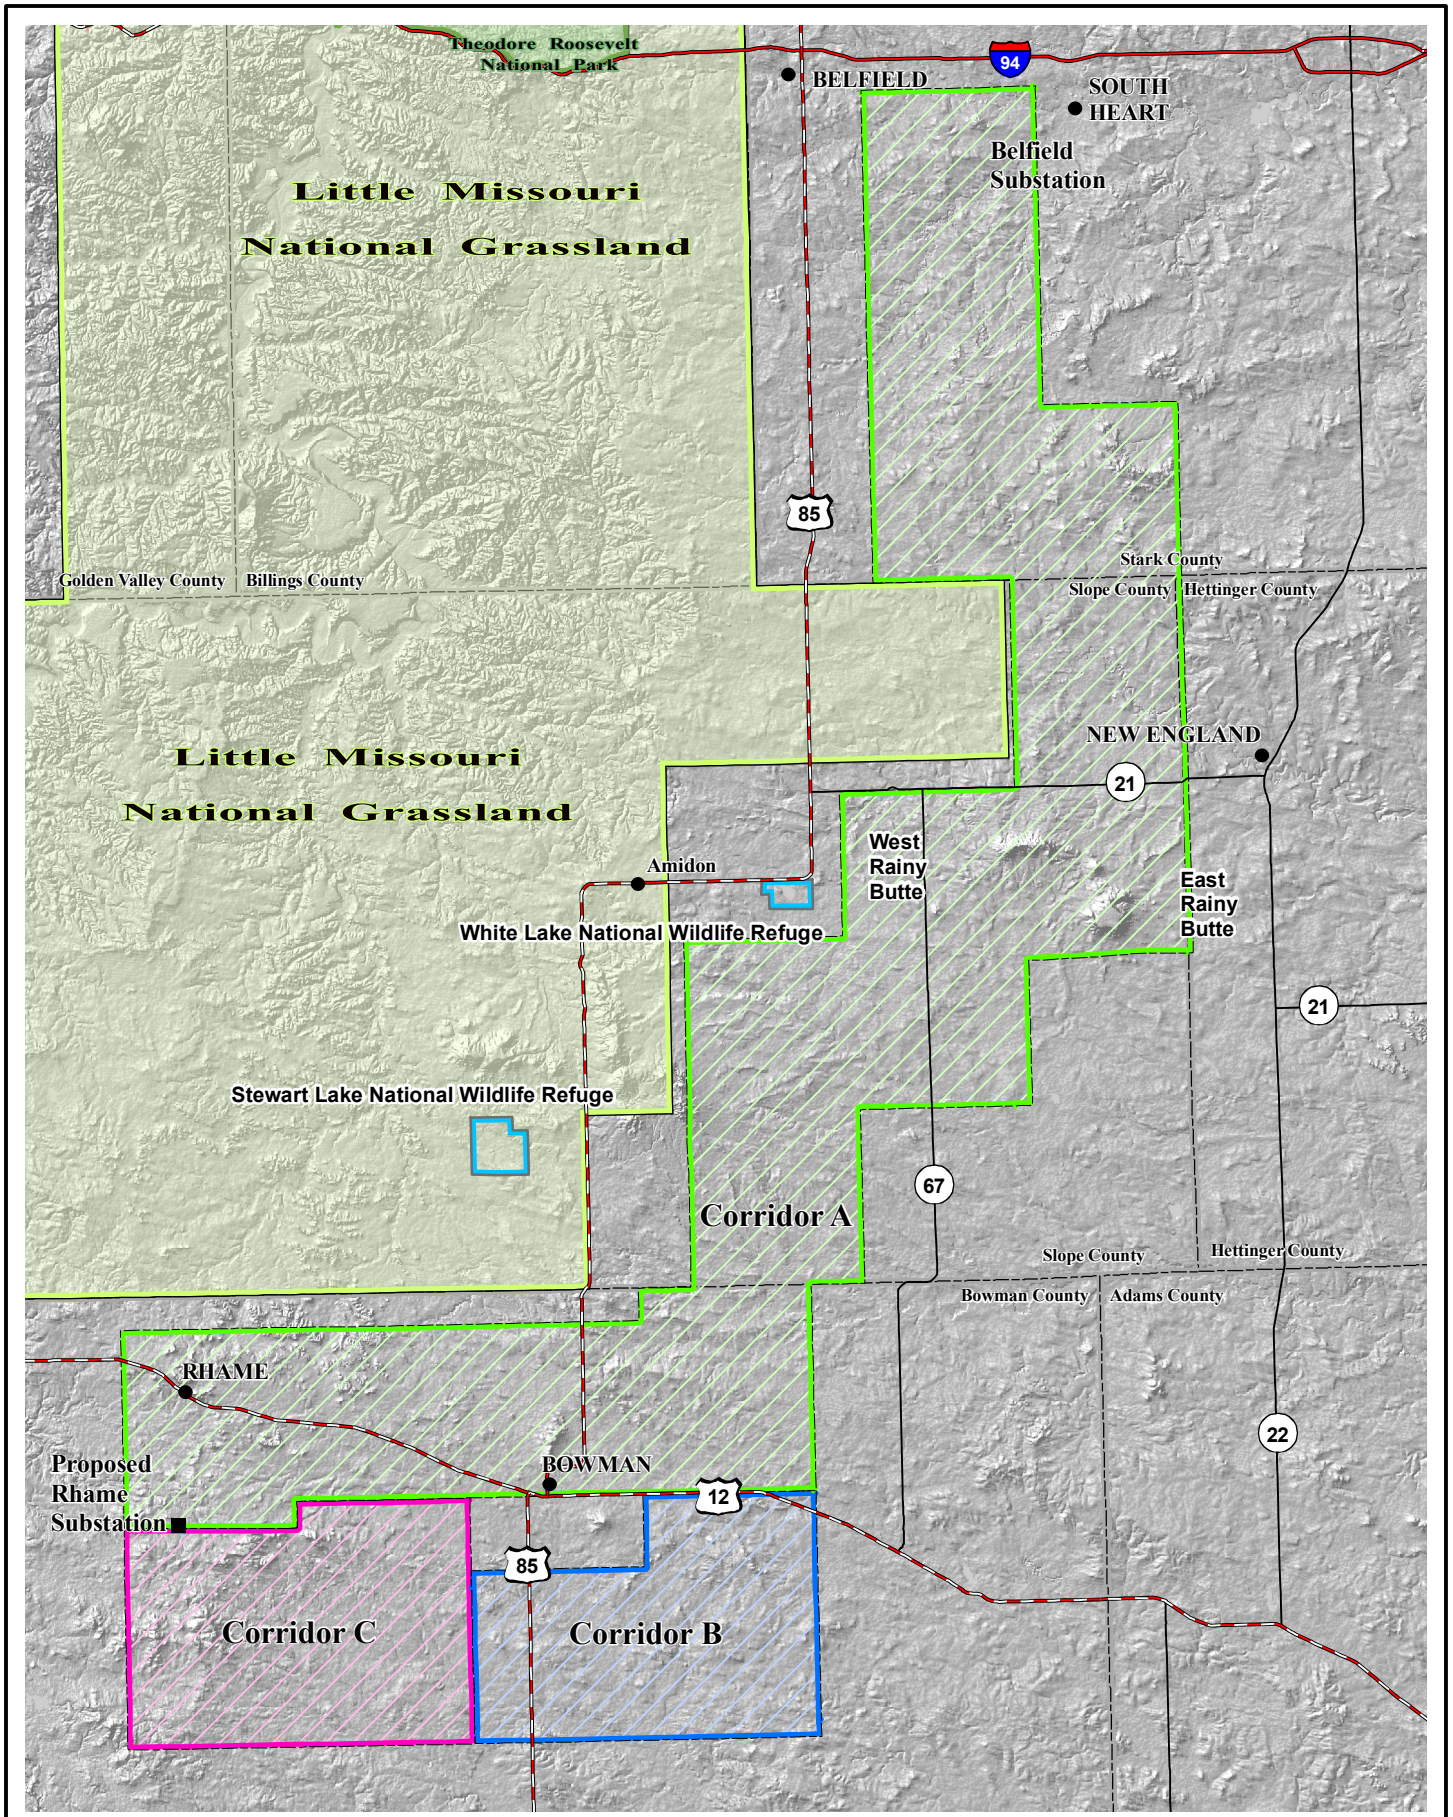 Theodore Roosevelt
National Park
94
BELFIELD
SOUTH
HEART
Belfield
Substation
Little Missouri
National Grassland
85
Stark County
Golden Valley County
Billings County
Slope County
Hettinger County
NEW ENGLAND
Little Missouri
National Grassland
21
West
Rainy
Butte
Amidon
East
Rainy
Butte
White Lake National Wildlife Refuge
21
Stewart Lake National Wildlife Refuge
67
Corridor A
Slope County
Hettinger County
Bowman County
Adams County
RHAME
22
Proposed
Rhame
Substation
BOWMAN
12
85
Corridor C
Corridor B